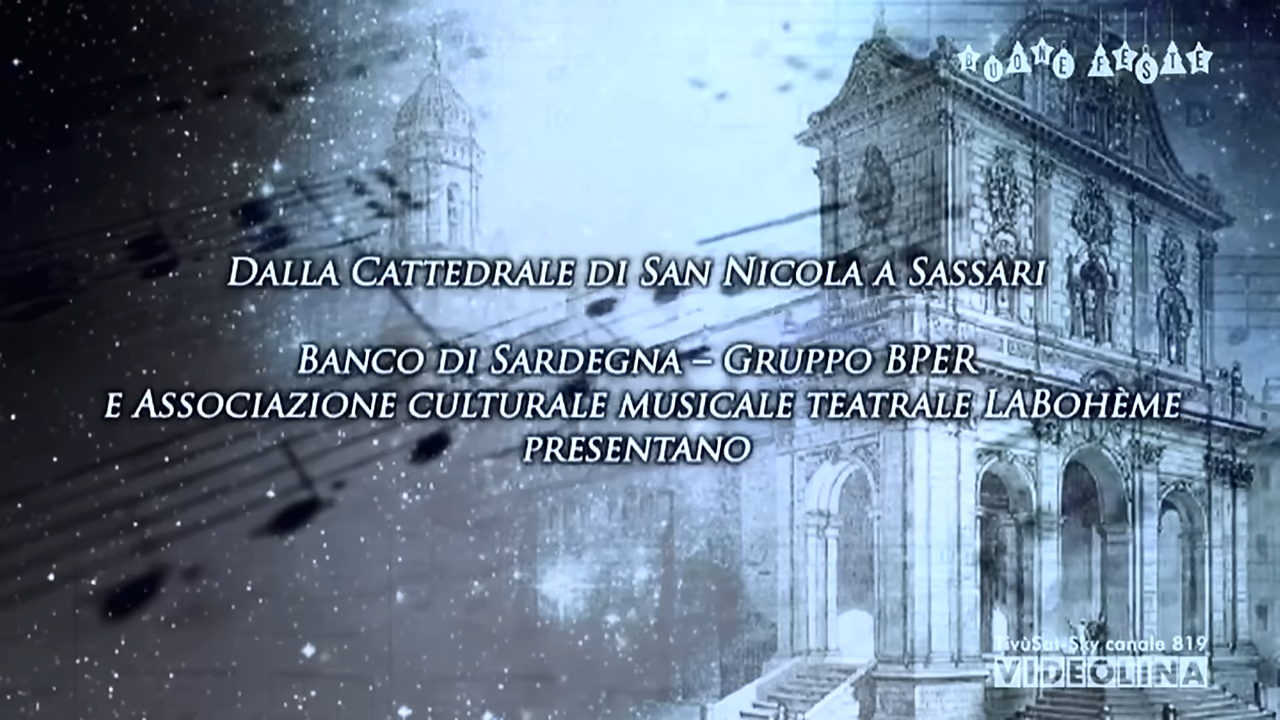 BUONE FESTE
DALLA CATTEDRALE DI SAN NICOLA A SASSARI
BANCO DI SARDEGNA – GRUPPO BPER
E ASSOCIAZIONE CULTURALE MUSICALE TEATRALE LABOHÈME
PRESENTANO
TivùSat-Sky canale 819
VIDEOLINA